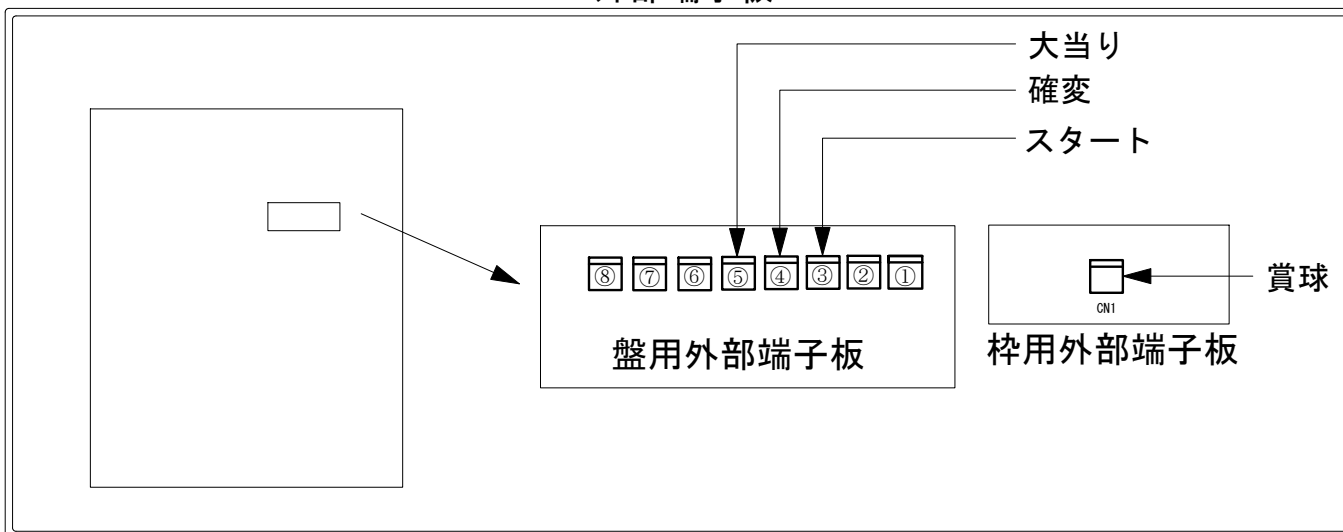 大当り
確変
スタート
⑧ ⑦ ⑥ ⑤ ④ ③ ② ①
賞球
CN1
盤用外部端子板
枠用外部端子板